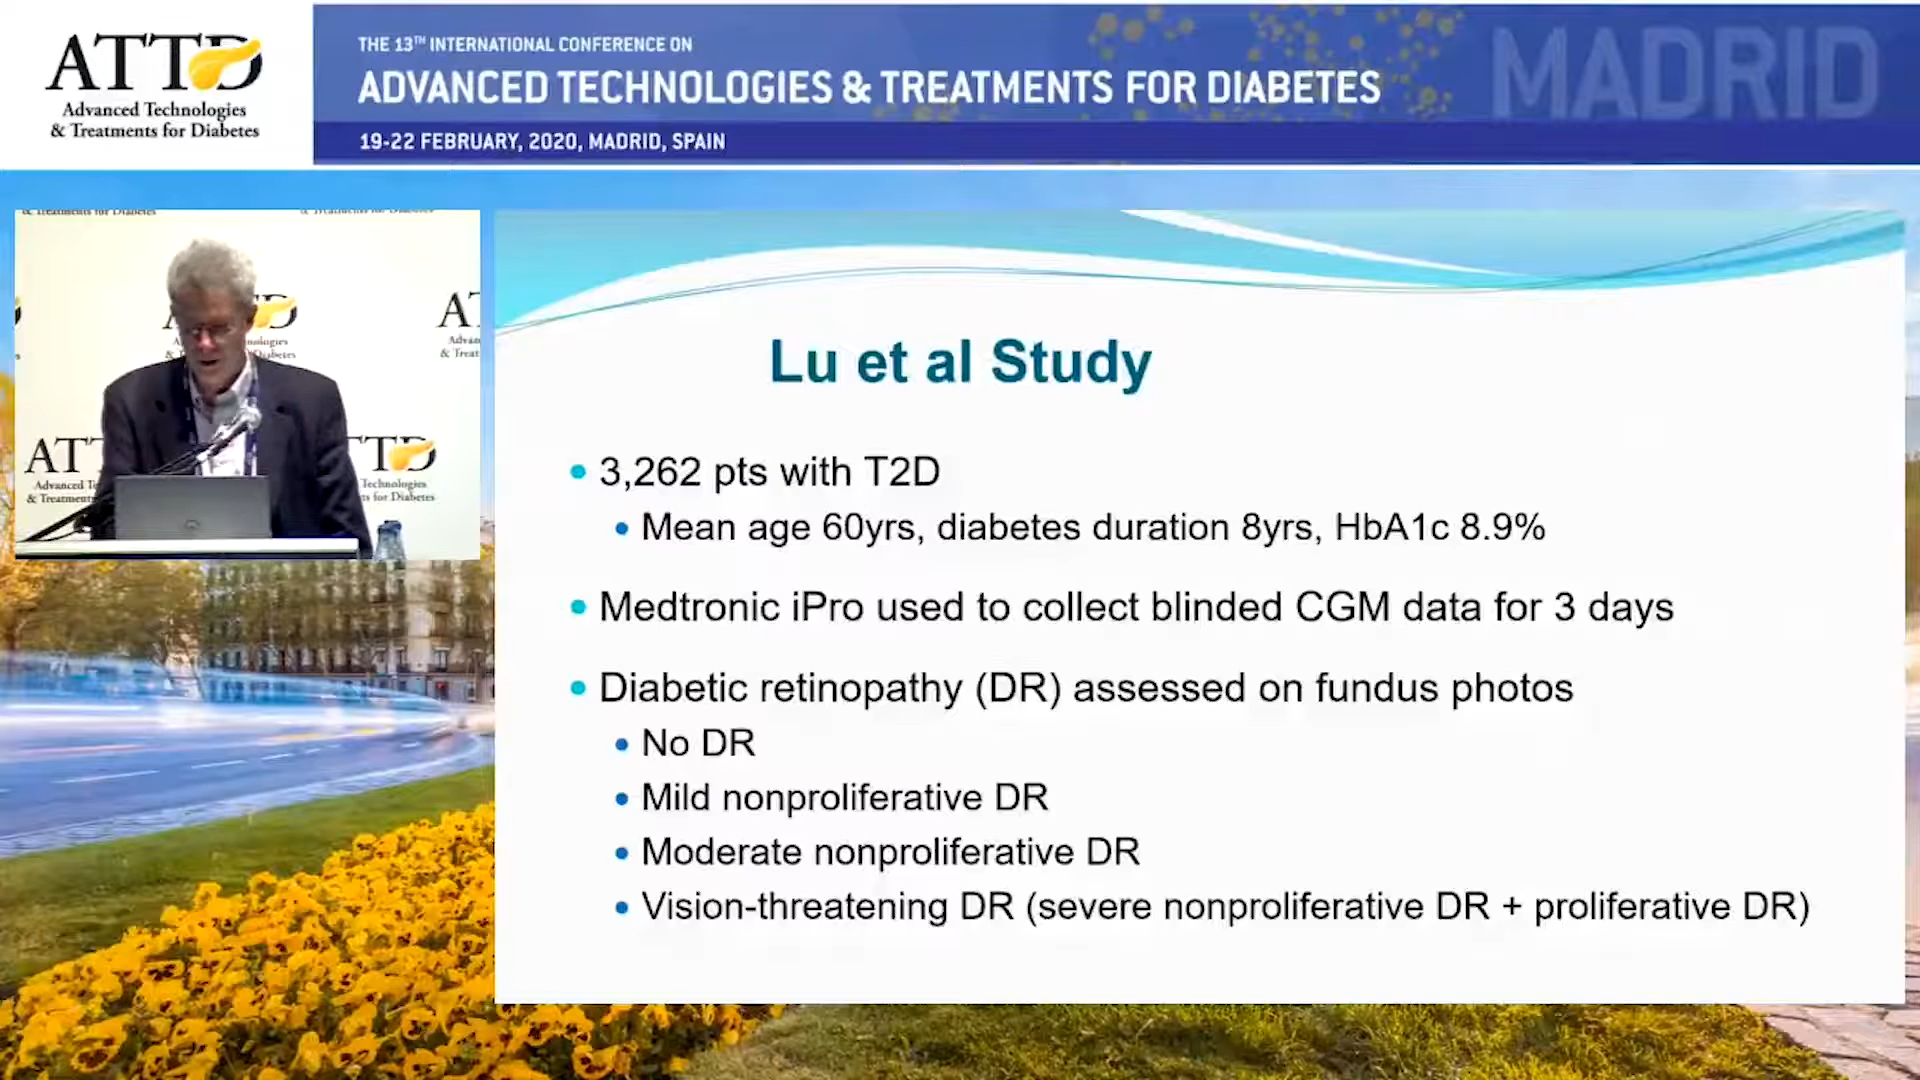 ATTD
Advanced Technologies
& Treatments for Diabetes
THE 13TH INTERNATIONAL CONFERENCE ON
ADVANCED TECHNOLOGIES & TREATMENTS FOR DIABETES
MADRID
19-22 FEBRUARY, 2020, MADRID, SPAIN
Lu et al Study
• 3,262 pts with T2D
• Mean age 60yrs, diabetes duration 8yrs, HbA1c 8.9%
• Medtronic iPro used to collect blinded CGM data for 3 days
• Diabetic retinopathy (DR) assessed on fundus photos
• No DR
• Mild nonproliferative DR
• Moderate nonproliferative DR
• Vision-threatening DR (severe nonproliferative DR + proliferative DR)